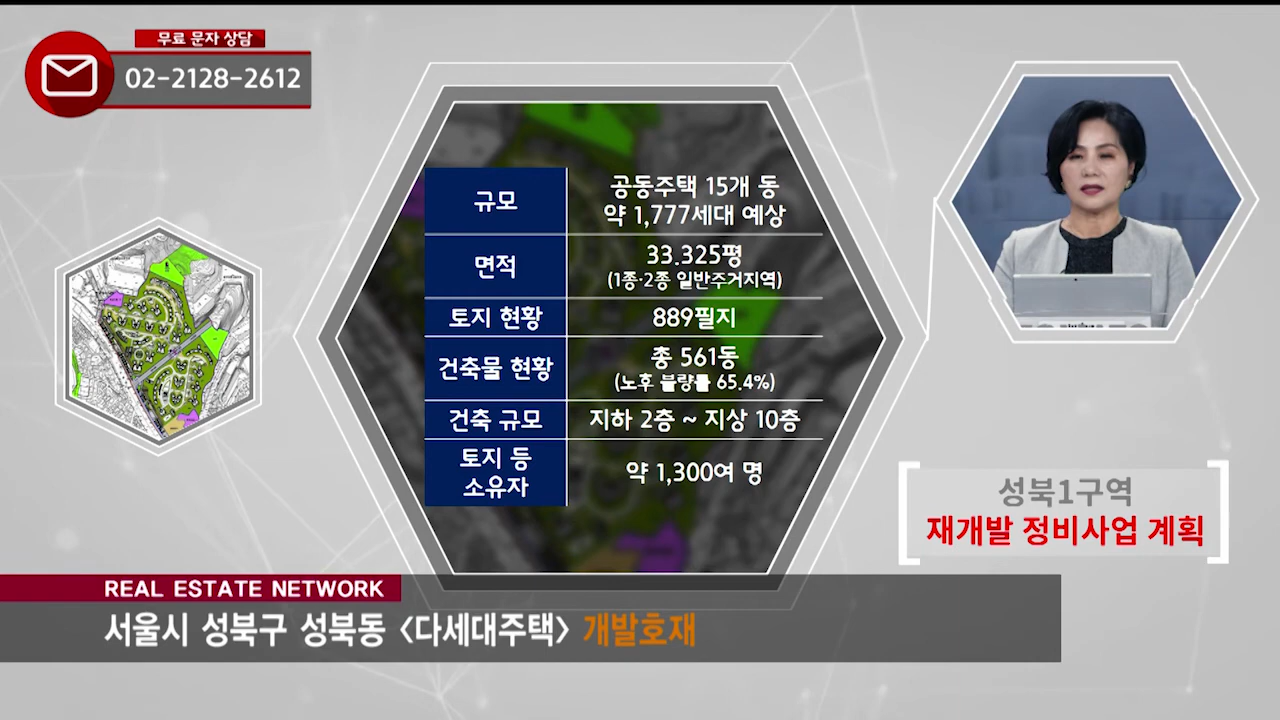 무료 문자 상담
02-2128-2612
규모
공동주택 15개 동
약 1,777세대 예상
면적
33.325평
(1종·2종 일반주거지역)
토지 현황
889필지
건축물 현황
총 561동
(노후 불량률 65.4%)
건축 규모
지하 2층 ~ 지상 10층
토지 등
소유자
약 1,300여 명
성북1구역
재개발 정비사업 계획
REAL ESTATE NETWORK
서울시 성북구 성북동 <다세대주택> 개발호재